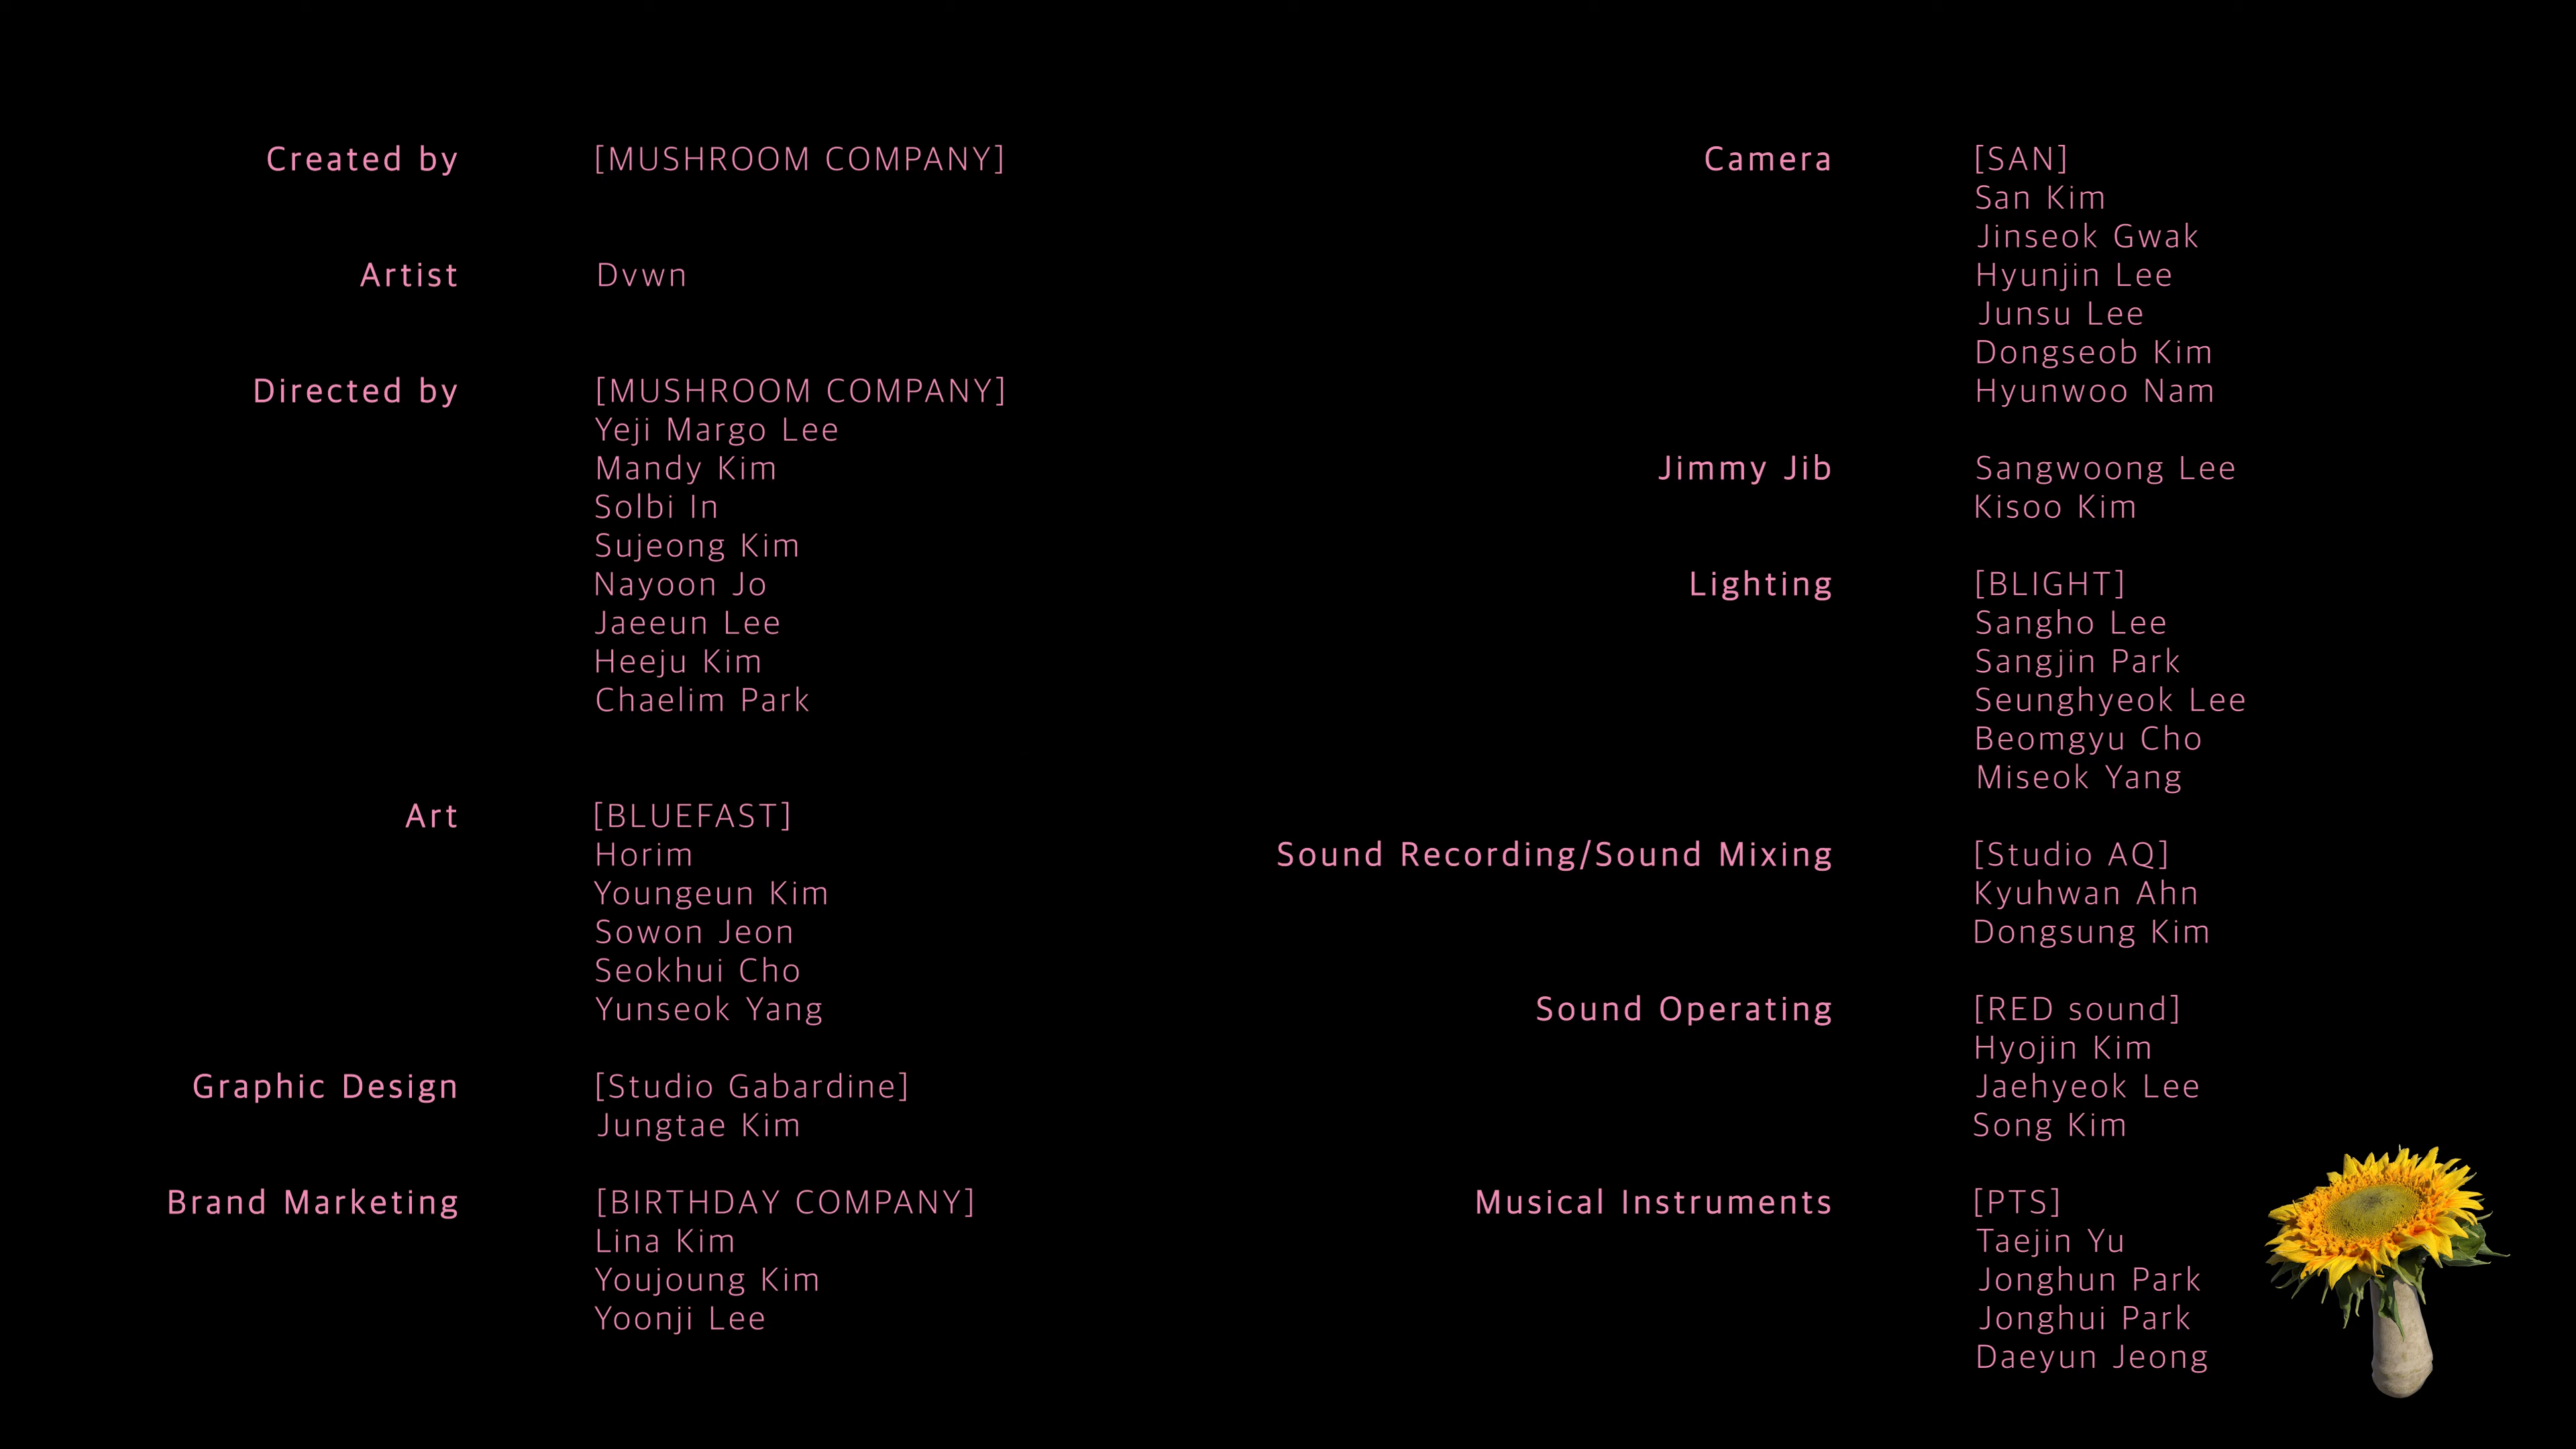 Created by [MUSHROOM COMPANY]
Artist Dvwn
Directed by [MUSHROOM COMPANY]
Yeji Margo Lee
Mandy Kim
Solbi In
Sujeong Kim
Nayoon Jo
Jaeeun Lee
Heeju Kim
Chaelim Park
Art [BLUEFAST]
Horim
Youngeun Kim
Sowon Jeon
Seokhui Cho
Yunseok Yang
Graphic Design [Studio Gabardine]
Jungtae Kim
Brand Marketing [BIRTHDAY COMPANY]
Lina Kim
Youjoung Kim
Yoonji Lee
Camera [SAN]
San Kim
Jinseok Gwak
Hyunjin Lee
Junsu Lee
Dongseob Kim
Hyunwoo Nam
Jimmy Jib Sangwoong Lee
Kisoo Kim
Lighting [BLIGHT]
Sangho Lee
Sangjin Park
Seunghyeok Lee
Beomgyu Cho
Miseok Yang
Sound Recording/Sound Mixing [Studio AQ]
Kyuhwan Ahn
Dongsung Kim
Sound Operating [RED sound]
Hyojin Kim
Jaehyeok Lee
Song Kim
Musical Instruments [PTS]
Taejin Yu
Jonghun Park
Jonghui Park
Daeyun Jeong